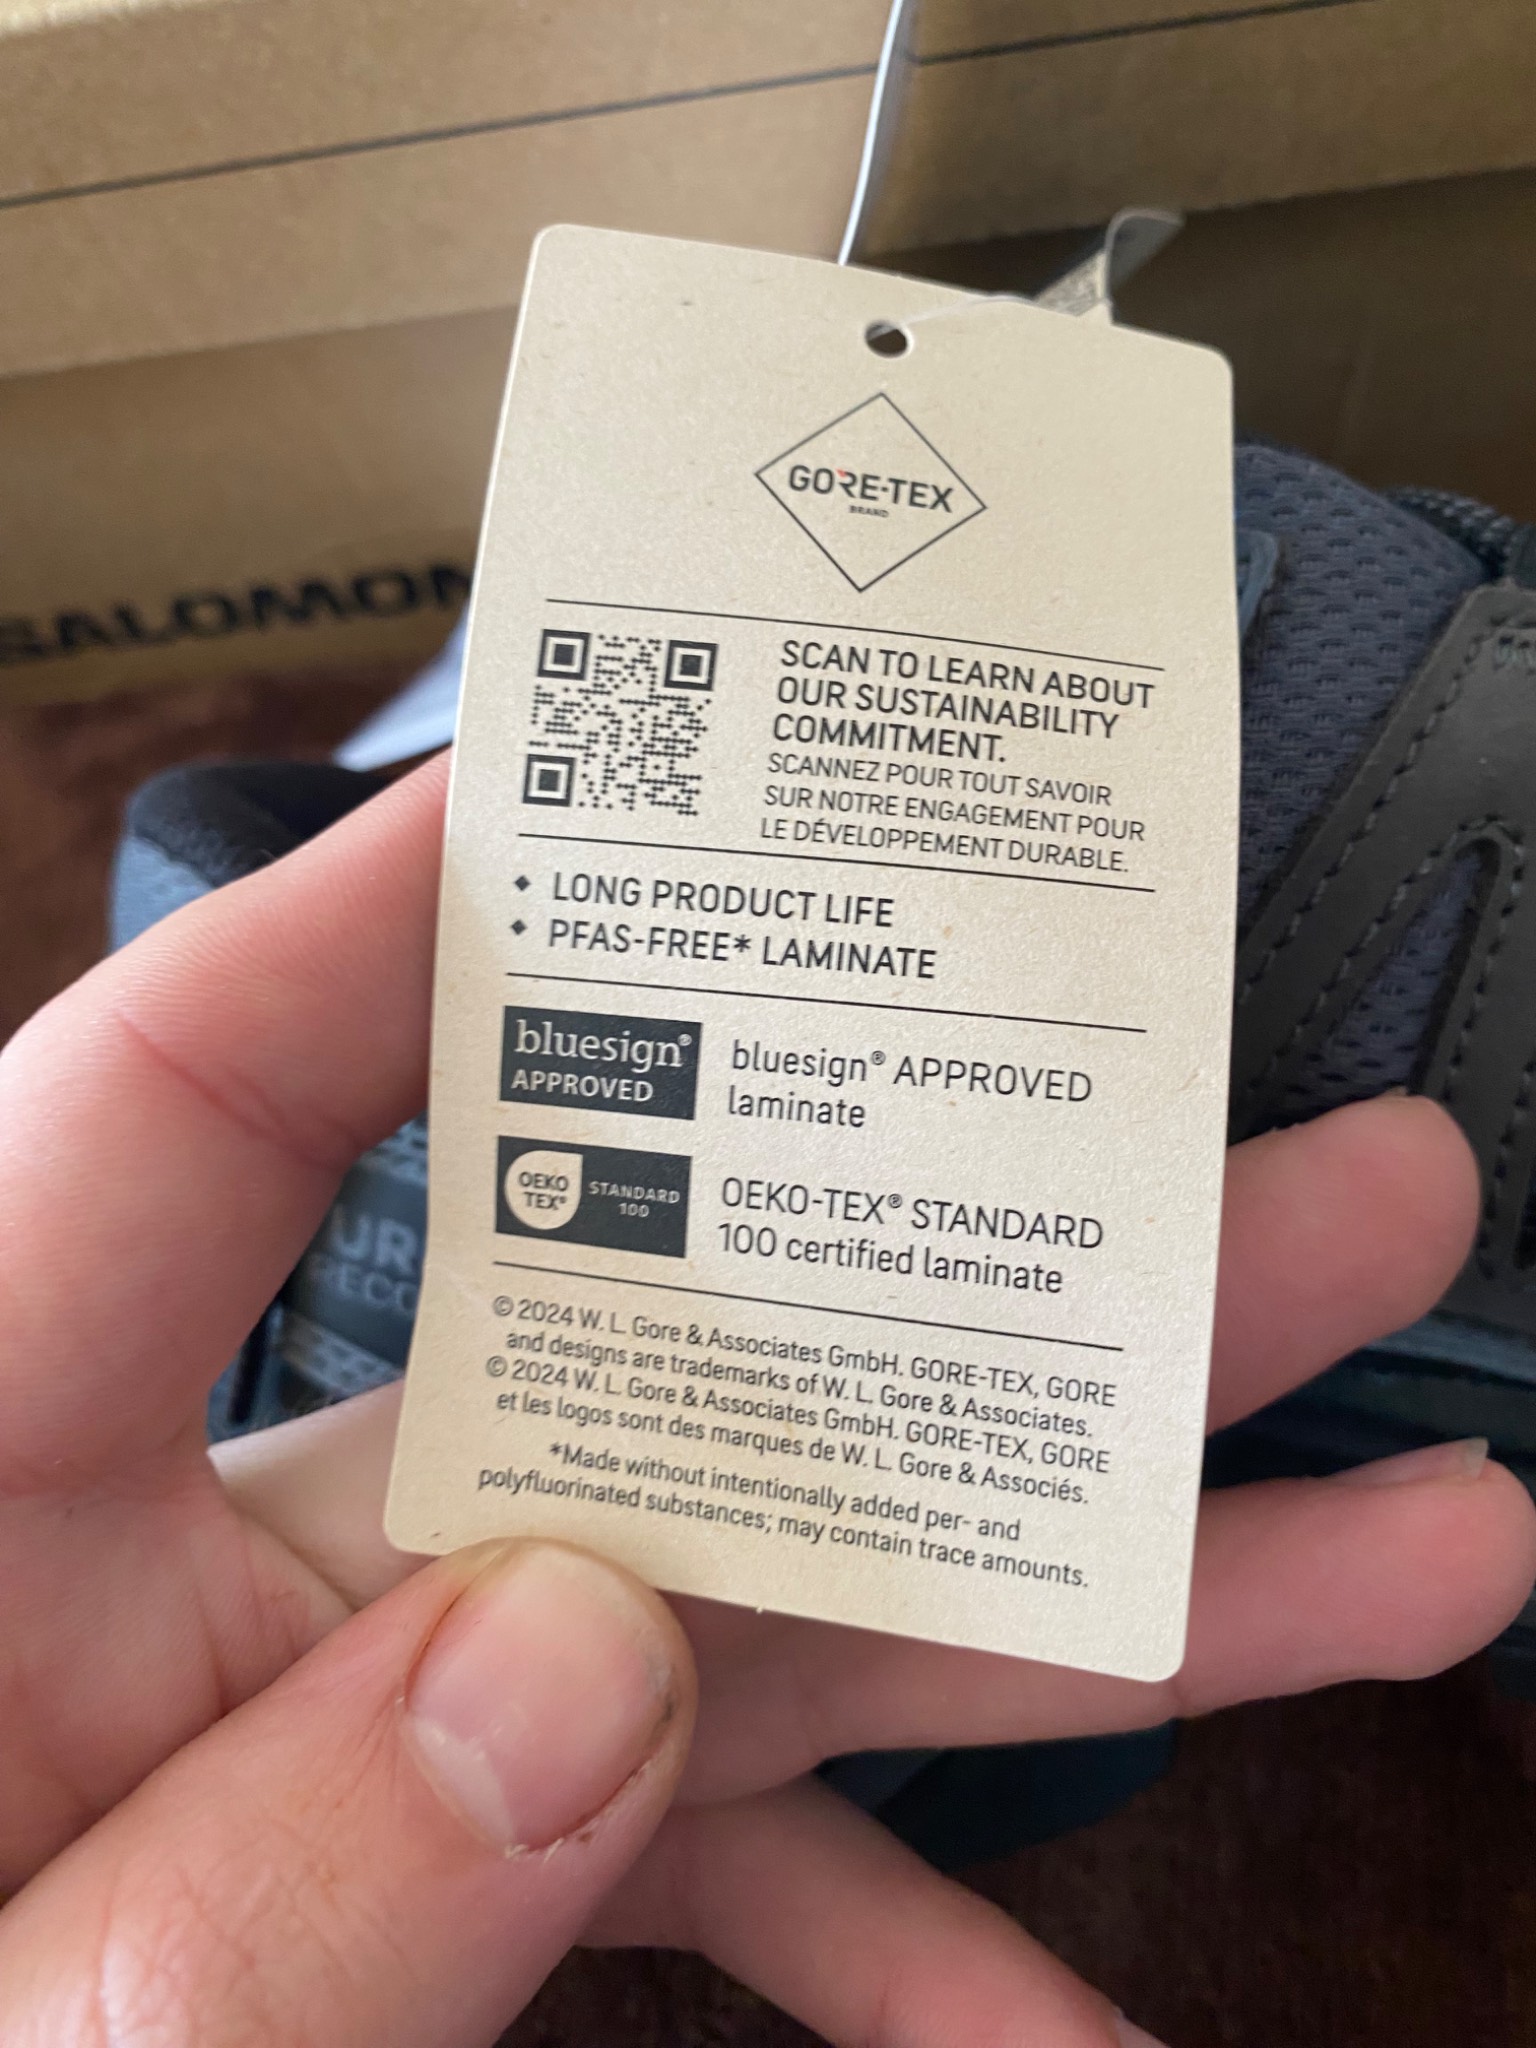 SALOMON
GORE-TEX
BRAND
SCAN TO LEARN ABOUT
OUR SUSTAINABILITY
COMMITMENT.
SCANNEZ POUR TOUT SAVOIR
SUR NOTRE ENGAGEMENT POUR
LE DÉVELOPPEMENT DURABLE.
◆ LONG PRODUCT LIFE
◆ PFAS-FREE* LAMINATE
bluesign®
APPROVED
bluesign® APPROVED
laminate
OEKO
TEX®
STANDARD
100
OEKO-TEX® STANDARD
100 certified laminate
© 2024 W. L. Gore & Associates GmbH. GORE-TEX, GORE
and designs are trademarks of W. L. Gore & Associates.
© 2024 W. L. Gore & Associates GmbH. GORE-TEX, GORE
et les logos sont des marques de W. L. Gore & Associés.
*Made without intentionally added per- and
polyfluorinated substances; may contain trace amounts.